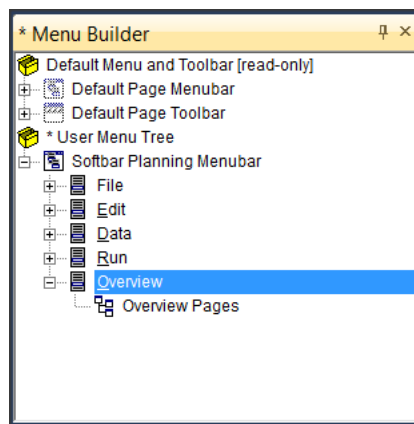 * Menu Builder
Default Menu and Toolbar [read-only]
Default Page Menubar
Default Page Toolbar
* User Menu Tree
Softbar Planning Menubar
File
Edit
Data
Run
Overview
Overview Pages